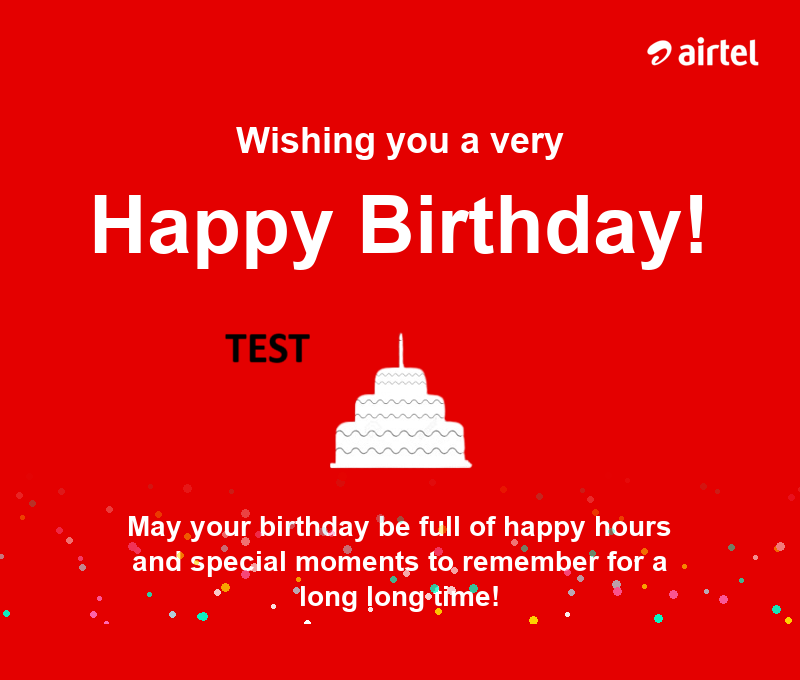 airtel
Wishing you a very
Happy Birthday!
TEST
May your birthday be full of happy hours
and special moments to remember for a
long long time!